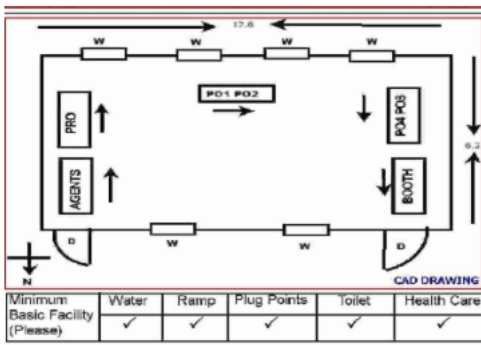 12.6
W W W W
PO1 PO2
PRO
PO4 PO3
6.2
AGENTS
BOOTH
D W W D
N
CAD DRAWING
Minimum Basic Facility (Please) Water Ramp Plug Points Toilet Health Care
✓ ✓ ✓ ✓ ✓